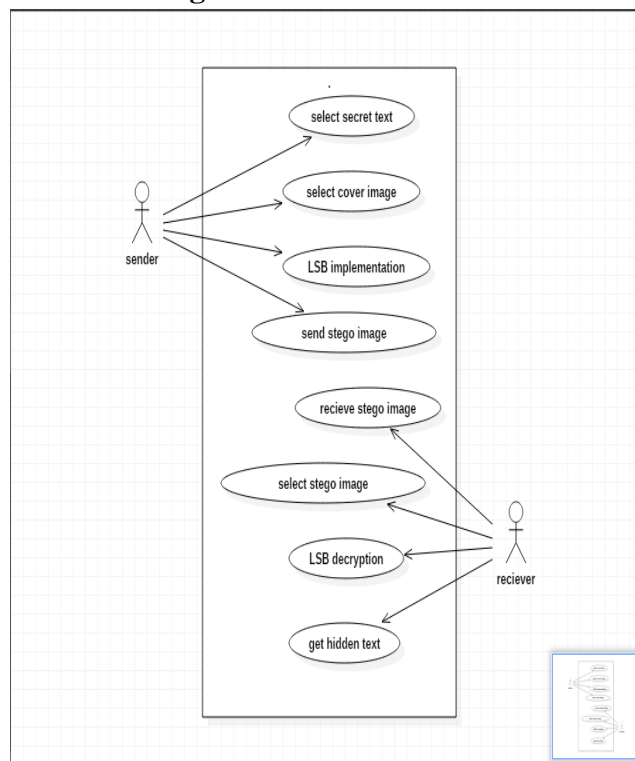 select secret text
select cover image
LSB implementation
sender
send stego image
recieve stego image
select stego image
LSB decryption
reciever
get hidden text